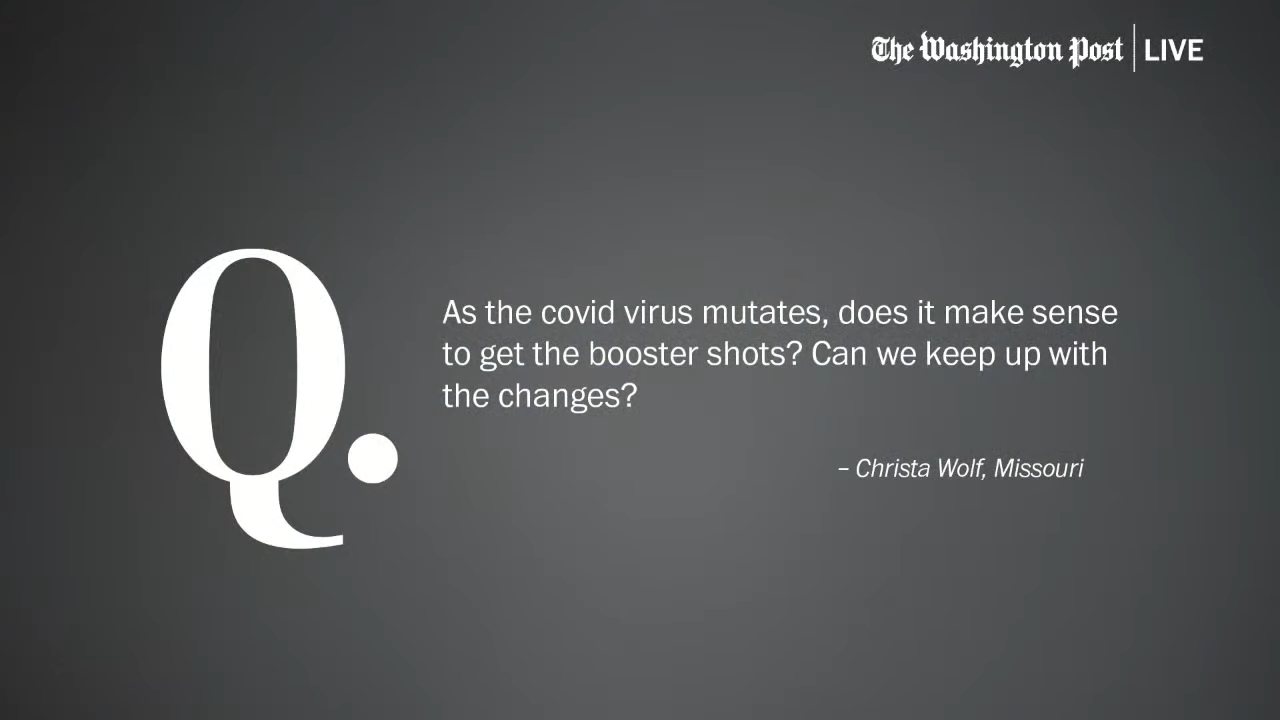 The Washington Post | LIVE
Q.
As the covid virus mutates, does it make sense
to get the booster shots? Can we keep up with
the changes?
– Christa Wolf, Missouri